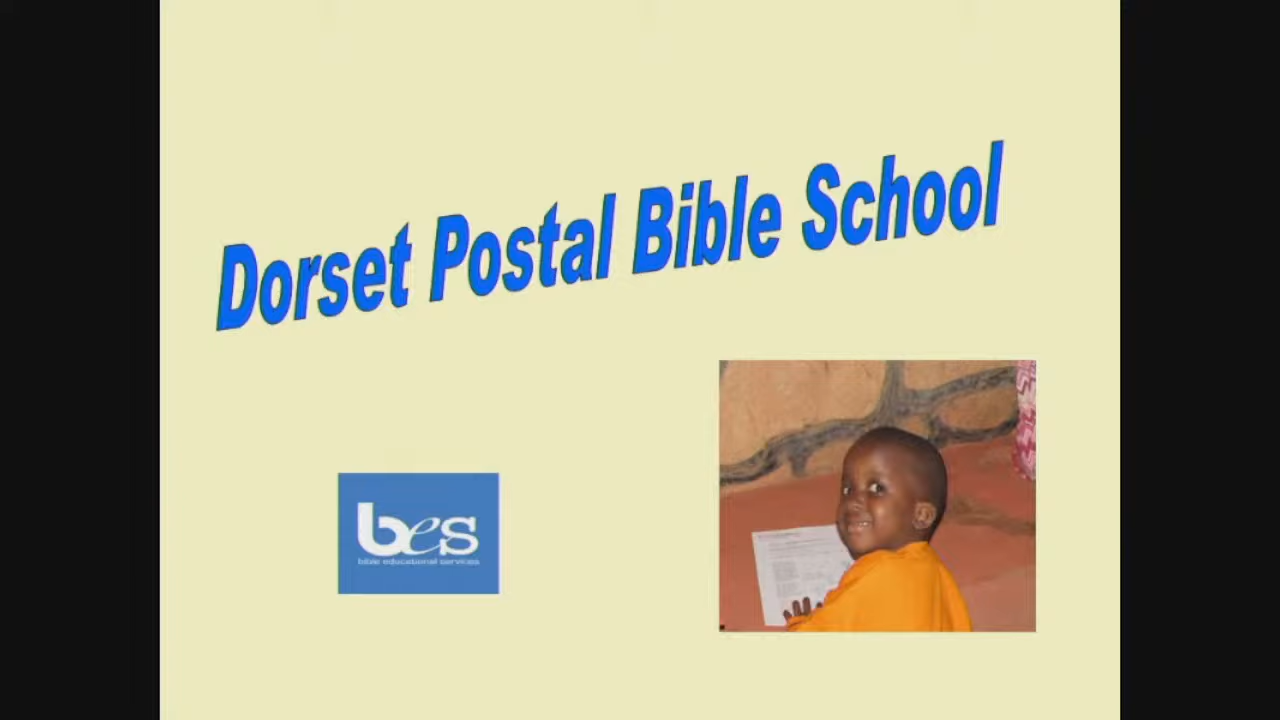 Dorset Postal Bible School
bes
bible educational services